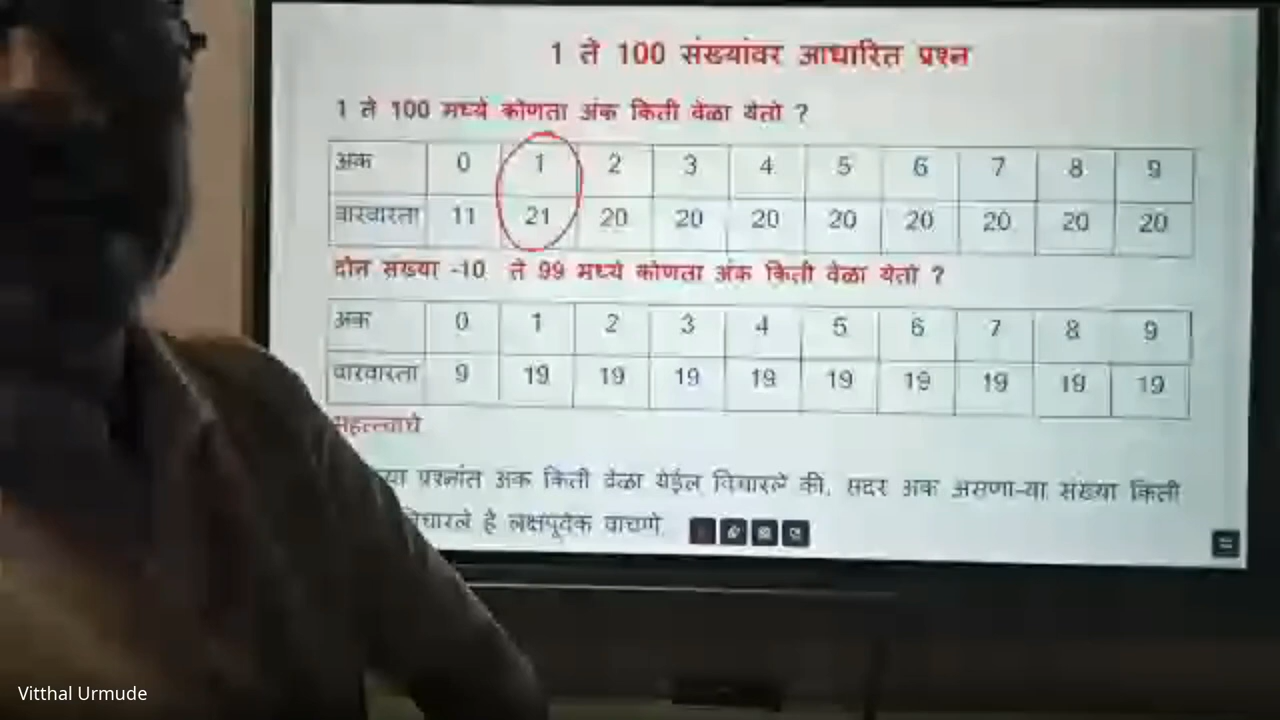 1 ते 100 संख्यांवर आधारित प्रश्न
1 ते 100 मध्ये कोणता अंक किती वेळा येतो ?
अंक 0 1 2 3 4 5 6 7 8 9
वारंवारता 11 21 20 20 20 20 20 20 20 20
दोन संख्या -10 ते 99 मध्ये कोणता अंक किती वेळा येतो ?
अंक 0 1 2 3 4 5 6 7 8 9
वारंवारता 9 19 19 19 19 19 19 19 19 19
महत्त्वाचे
या प्रश्नांत अंक किती वेळा येईल विचारले की, सदर अंक असणा-या संख्या किती
विचारले हे लक्षपूर्वक वाचणे.
Vitthal Urmude